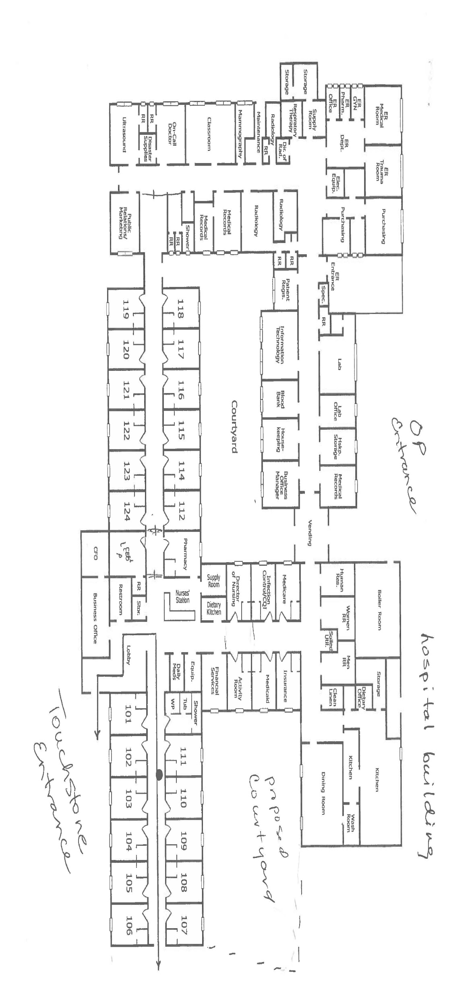 hospital building
OP
Entrance
ER
Medical
Room
ER
Trauma
Room
Purchasing
ER
GYN
ER
Pharm.
ER
Office
ER
Dept.
Elec.
Equip.
Purchasing
ER
Entrance
Storage
Storage
Supply
Room
Respiratory
Therapy
Dir. of
Rad.
Radiology
RR
Maintenance
Mammography
Classroom
On-Call
Doctor
RR
RR
Disaster
Supplies
Ultrasound
Radiology
Radiology
Medical
Records
Medical
Records
Shower
RR
RR
Public
Relations/
Marketing
RR
RR
Patient
Regis.
Spec.
RR
Lab
Lab
Office
Hskp.
Storage
Medical
Records
Information
Technology
Blood
Bank
House-
keeping
Business
Office
Manager
Vending
Courtyard
118
117
116
115
114
112
Pharmacy
119
120
121
122
123
124
CFO
Business Office
Restroom
RR
Stor.
Nurses'
Station
Supply
Room
Dietary
Kitchen
Director
of Nursing
Infection
Control/CQI
Medicare
Human
Res.
Women
RR
Soiled
Util.
Men
RR
Clean
Linen
Boiler Room
Storage
Dietary
Office
Kitchen
Kitchen
Wash
Room
Dining Room
Insurance
Medicaid
Activity
Room
Financial
Services
Equip.
Daily
Meds
Shower
Tub
WP
Lobby
111
110
109
108
107
101
102
103
104
105
106
proposed
Courtyard
Touchstone
Entrance